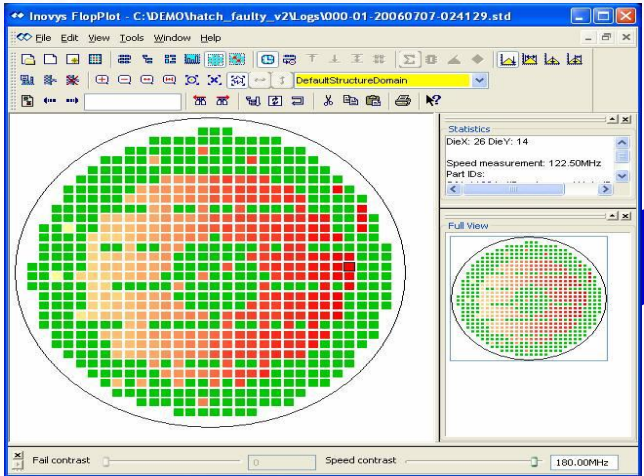 Inovys FlopPlot - C:\DEMO\hatch_faulty_v2\Logs\000-01-20060707-024129.std
File Edit View Tools Window Help
DefaultStructureDomain
Statistics
DieX: 26 DieY: 14
Speed measurement: 122.50MHz
Part IDs:
Full View
Fail contrast 0 Speed contrast 180.00MHz